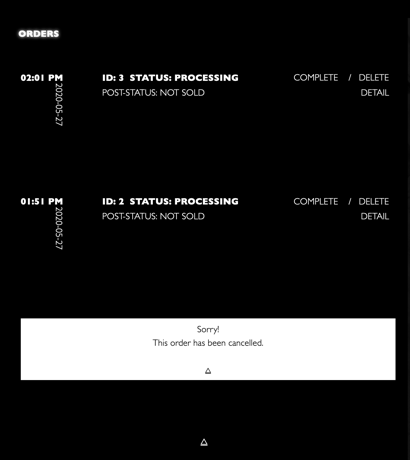 ORDERS
02:01 PM
2020-05-27
ID: 3 STATUS: PROCESSING
POST-STATUS: NOT SOLD
COMPLETE / DELETE
DETAIL
01:51 PM
2020-05-27
ID: 2 STATUS: PROCESSING
POST-STATUS: NOT SOLD
COMPLETE / DELETE
DETAIL
Sorry!
This order has been cancelled.